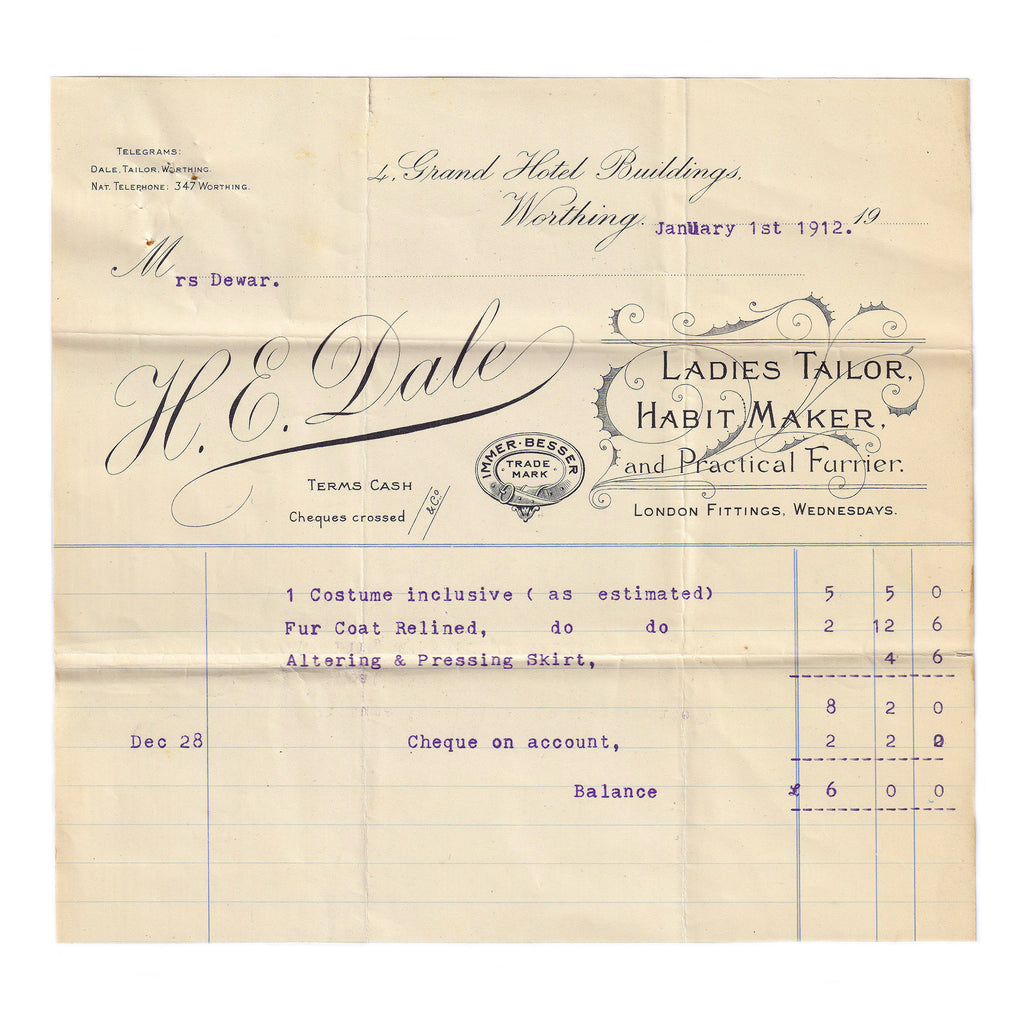 TELEGRAMS:
DALE, TAILOR, WORTHING.
NAT. TELEPHONE: 347 WORTHING.
4, Grand Hotel Buildings,
Worthing. January 1st 1912. 19
Mrs Dewar.
H. E. Dale
LADIES TAILOR,
HABIT MAKER,
and Practical Furrier.
LONDON FITTINGS, WEDNESDAYS.
IMMER·BESSER
TRADE
MARK
TERMS CASH
Cheques crossed & Co
1 Costume inclusive ( as estimated) 5 5 0
Fur Coat Relined, do do 2 12 6
Altering & Pressing Skirt, 4 6
8 2 0
Dec 28 Cheque on account, 2 2 0
Balance £ 6 0 0